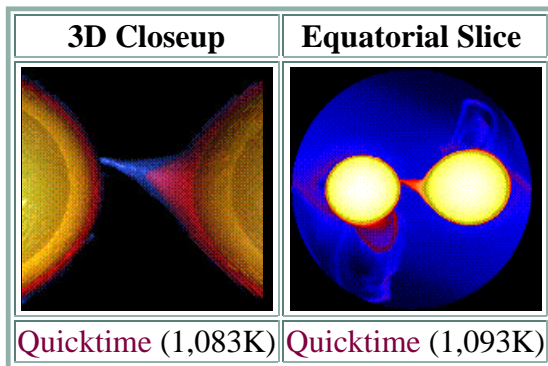 3D Closeup
Equatorial Slice
Quicktime (1,083K)
Quicktime (1,093K)